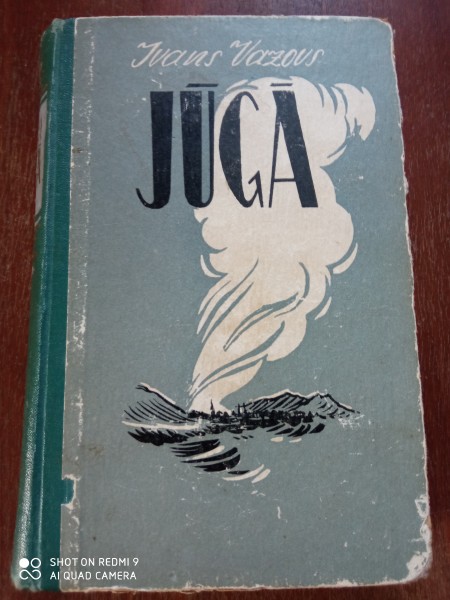 Ivans Vazovs
JŪGĀ
SHOT ON REDMI 9
AI QUAD CAMERA